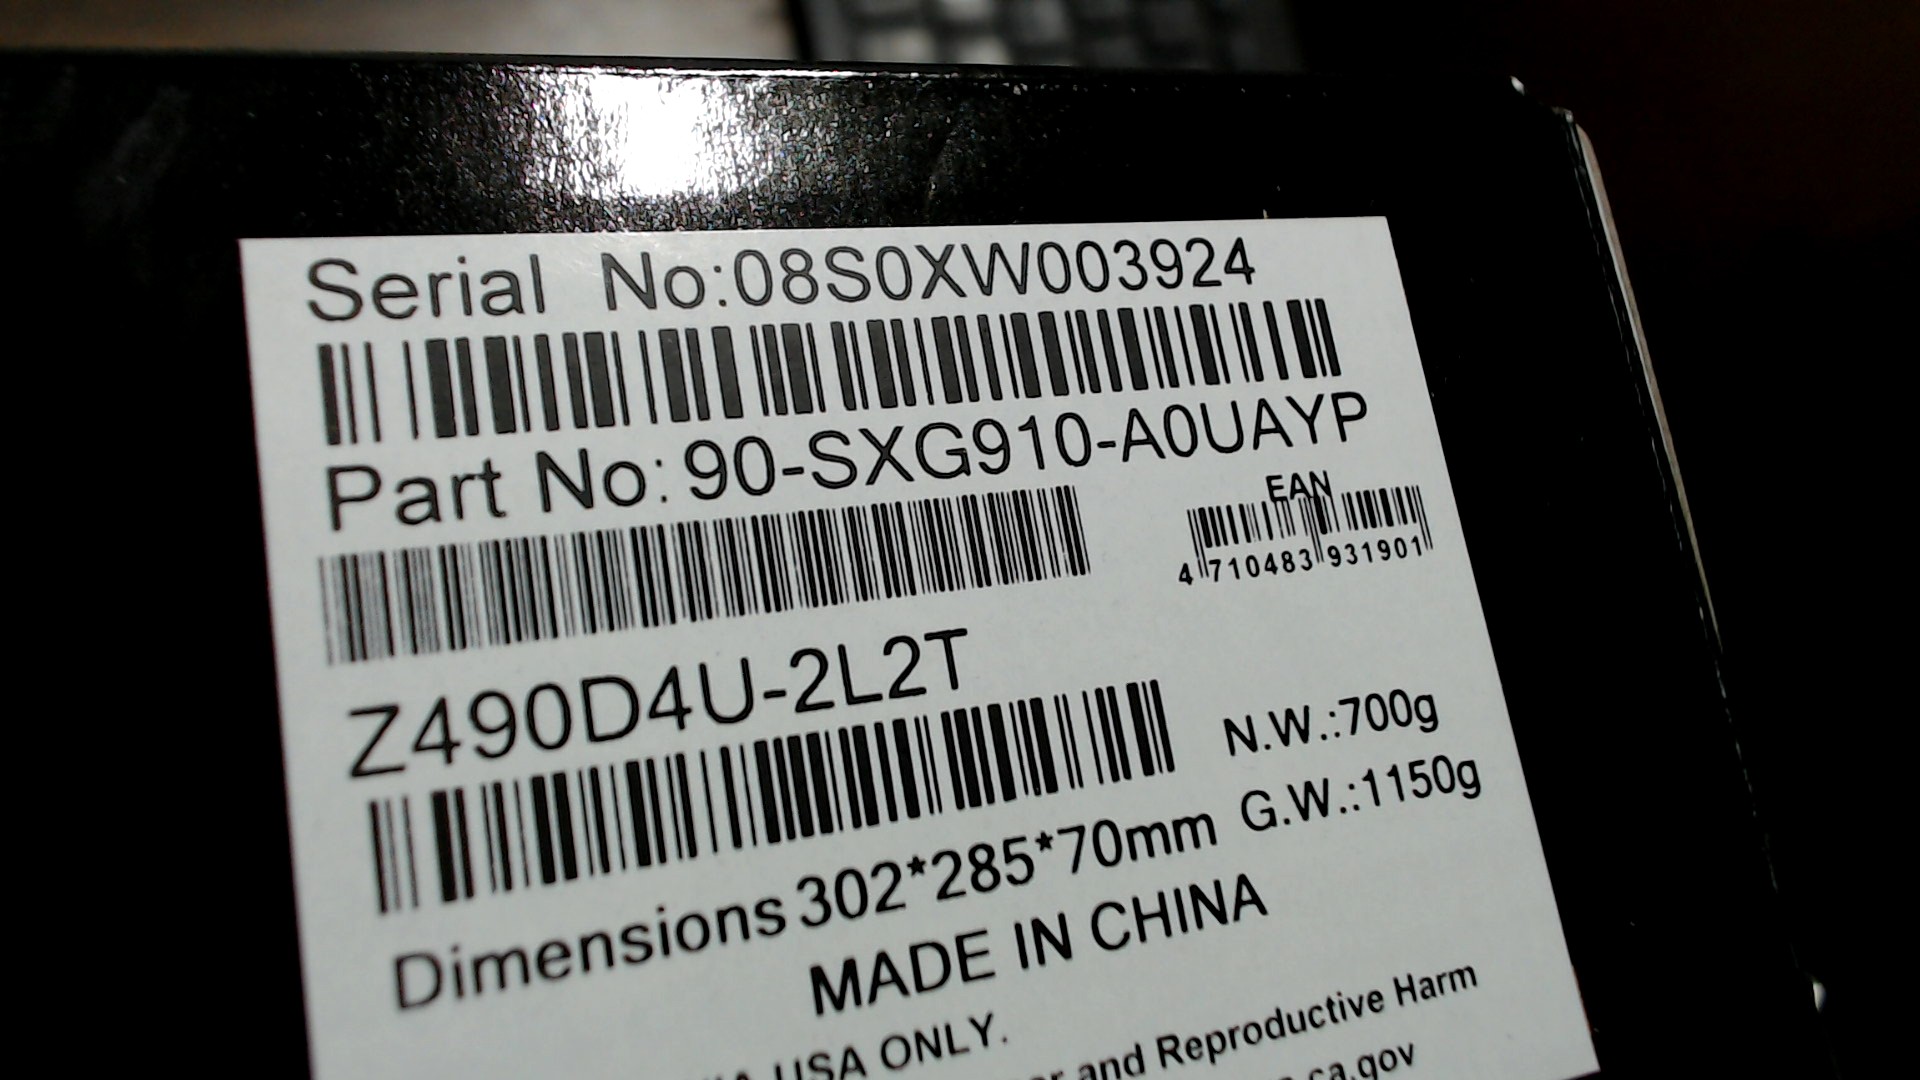 Serial No:08S0XW003924
Part No: 90-SXG910-A0UAYP
EAN
4 710483 931901
Z490D4U-2L2T
N.W.:700g
G.W.:1150g
Dimensions 302*285*70mm
MADE IN CHINA
USA ONLY.
and Reproductive Harm
ca.gov